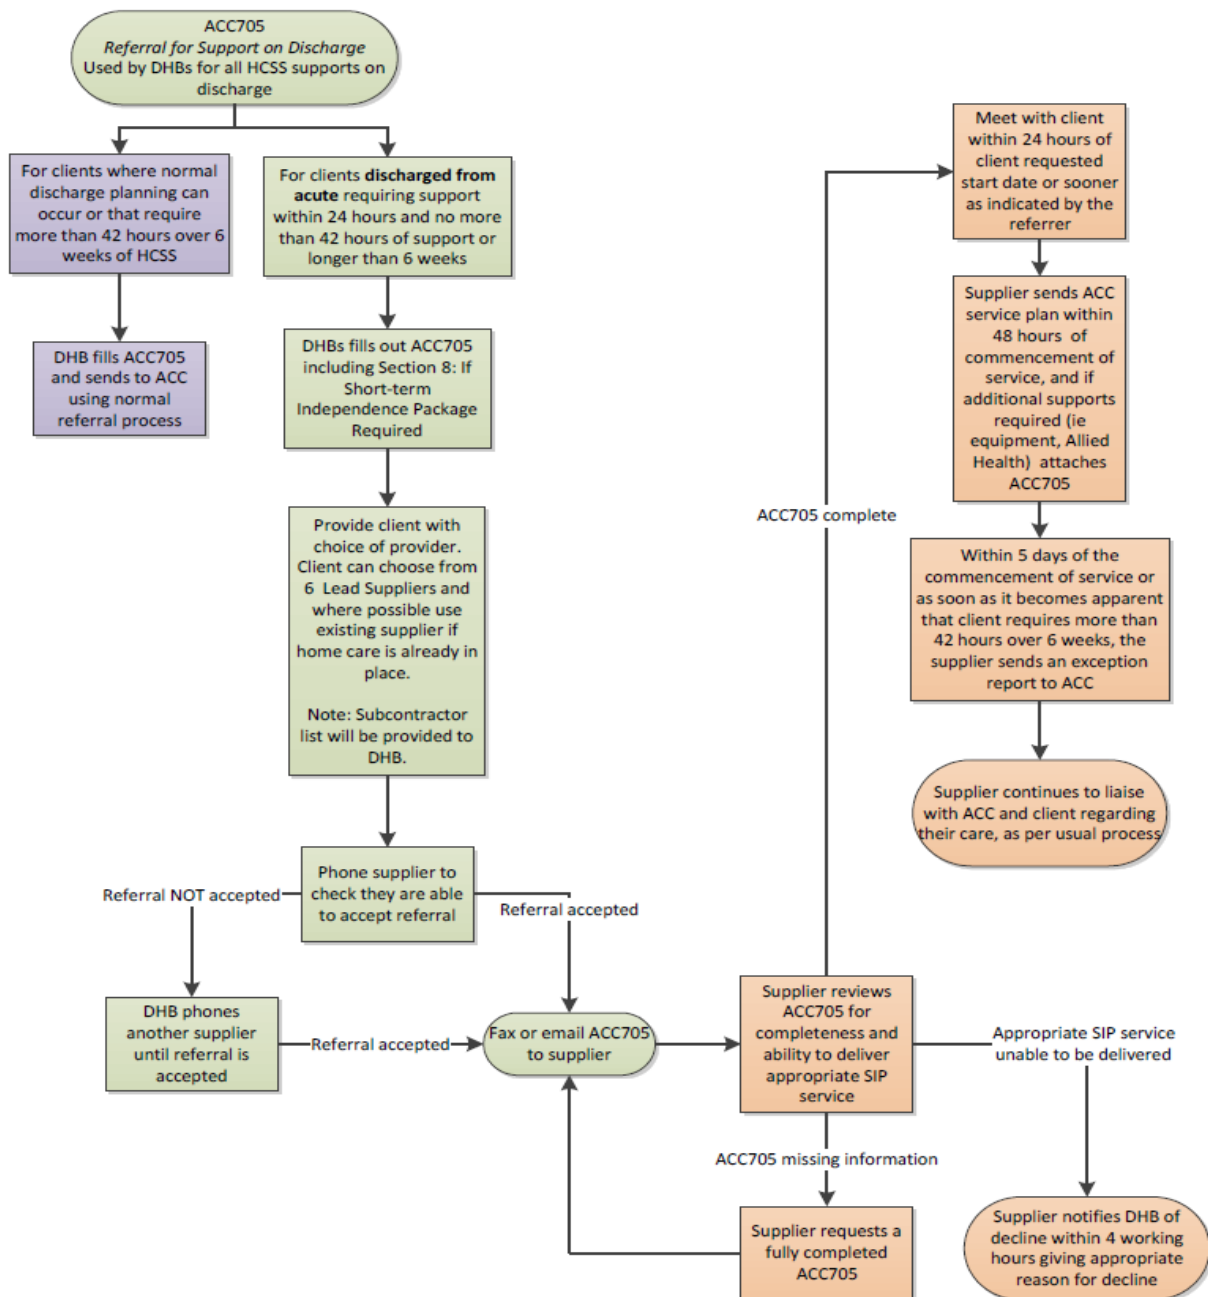 ACC705
Referral for Support on Discharge
Used by DHBs for all HCSS supports on
discharge
For clients where normal
discharge planning can
occur or that require
more than 42 hours over 6
weeks of HCSS
For clients discharged from
acute requiring support
within 24 hours and no more
than 42 hours of support or
longer than 6 weeks
DHB fills ACC705
and sends to ACC
using normal
referral process
DHBs fills out ACC705
including Section 8: If
Short-term
Independence Package
Required
Provide client with
choice of provider.
Client can choose from
6 Lead Suppliers and
where possible use
existing supplier if
home care is already in
place.
Note: Subcontractor
list will be provided to
DHB.
Phone supplier to
check they are able
to accept referral
Referral NOT accepted
Referral accepted
DHB phones
another supplier
until referral is
accepted
Referral accepted
Fax or email ACC705
to supplier
Supplier reviews
ACC705 for
completeness and
ability to deliver
appropriate SIP
service
ACC705 missing information
Supplier requests a
fully completed
ACC705
Appropriate SIP service
unable to be delivered
Supplier notifies DHB of
decline within 4 working
hours giving appropriate
reason for decline
ACC705 complete
Meet with client
within 24 hours of
client requested
start date or sooner
as indicated by the
referrer
Supplier sends ACC
service plan within
48 hours of
commencement of
service, and if
additional supports
required (ie
equipment, Allied
Health) attaches
ACC705
Within 5 days of the
commencement of service or
as soon as it becomes apparent
that client requires more than
42 hours over 6 weeks, the
supplier sends an exception
report to ACC
Supplier continues to liaise
with ACC and client regarding
their care, as per usual process